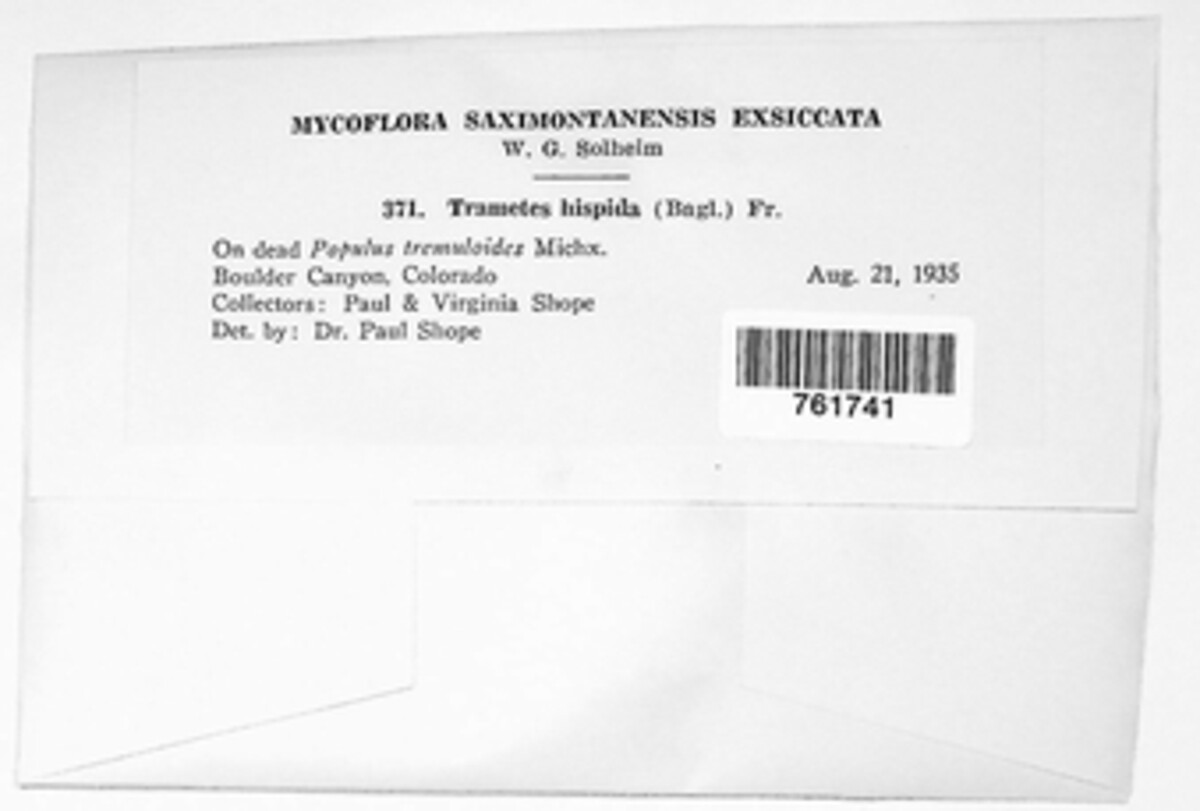 MYCOFLORA SAXIMONTANENSIS EXSICCATA
W. G. Solheim
371. Trametes hispida (Bagl.) Fr.
On dead Populus tremuloides Michx.
Boulder Canyon, Colorado Aug. 21, 1935
Collectors: Paul & Virginia Shope
Det. by: Dr. Paul Shope
761741